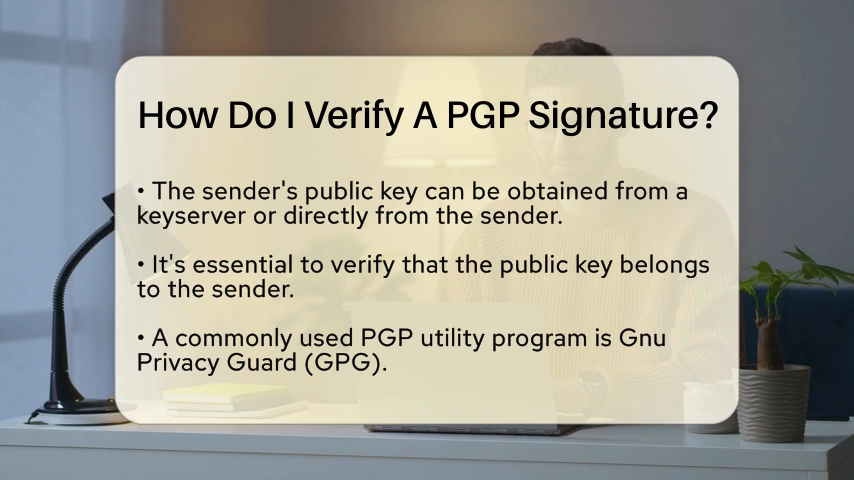 How Do I Verify A PGP Signature?
• The sender's public key can be obtained from a
keyserver or directly from the sender.
• It's essential to verify that the public key belongs
to the sender.
• A commonly used PGP utility program is Gnu
Privacy Guard (GPG).